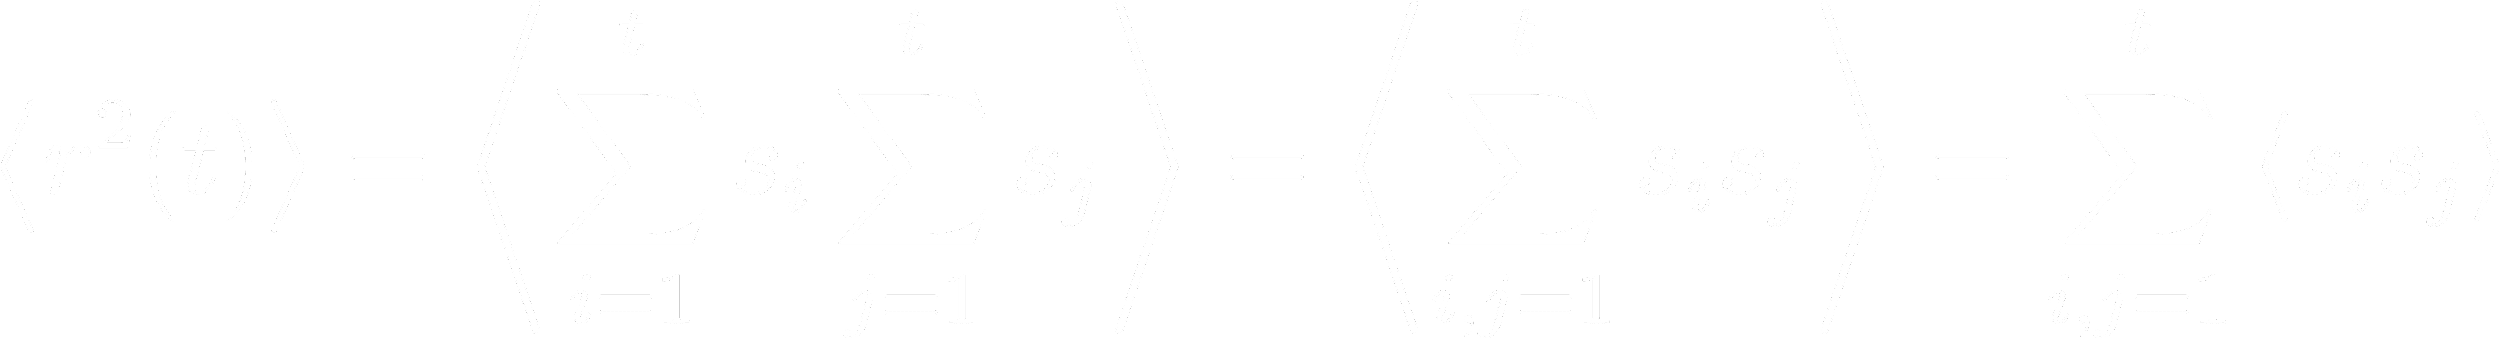 ⟨r²(t)⟩ = ⟨∑_{i=1}^{t} s_i ∑_{j=1}^{t} s_j⟩ = ⟨∑_{i,j=1}^{t} s_i s_j⟩ = ∑_{i,j=1}^{t} ⟨s_i s_j⟩